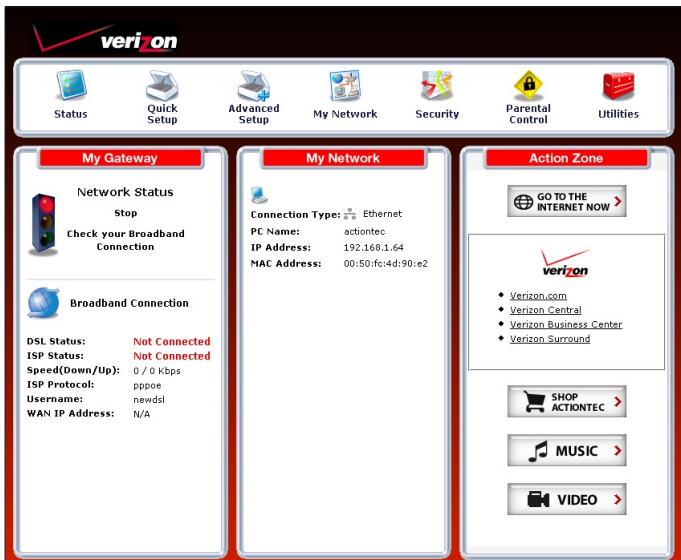 verizon
Status
Quick Setup
Advanced Setup
My Network
Security
Parental Control
Utilities
My Gateway
Network Status
Stop
Check your Broadband
Connection
Broadband Connection
DSL Status: Not Connected
ISP Status: Not Connected
Speed(Down/Up): 0 / 0 Kbps
ISP Protocol: pppoe
Username: newdsl
WAN IP Address: N/A
My Network
Connection Type: Ethernet
PC Name: actiontec
IP Address: 192.168.1.64
MAC Address: 00:50:fc:4d:90:e2
Action Zone
GO TO THE
INTERNET NOW
verizon
Verizon.com
Verizon Central
Verizon Business Center
Verizon Surround
SHOP
ACTIONTEC
MUSIC
VIDEO